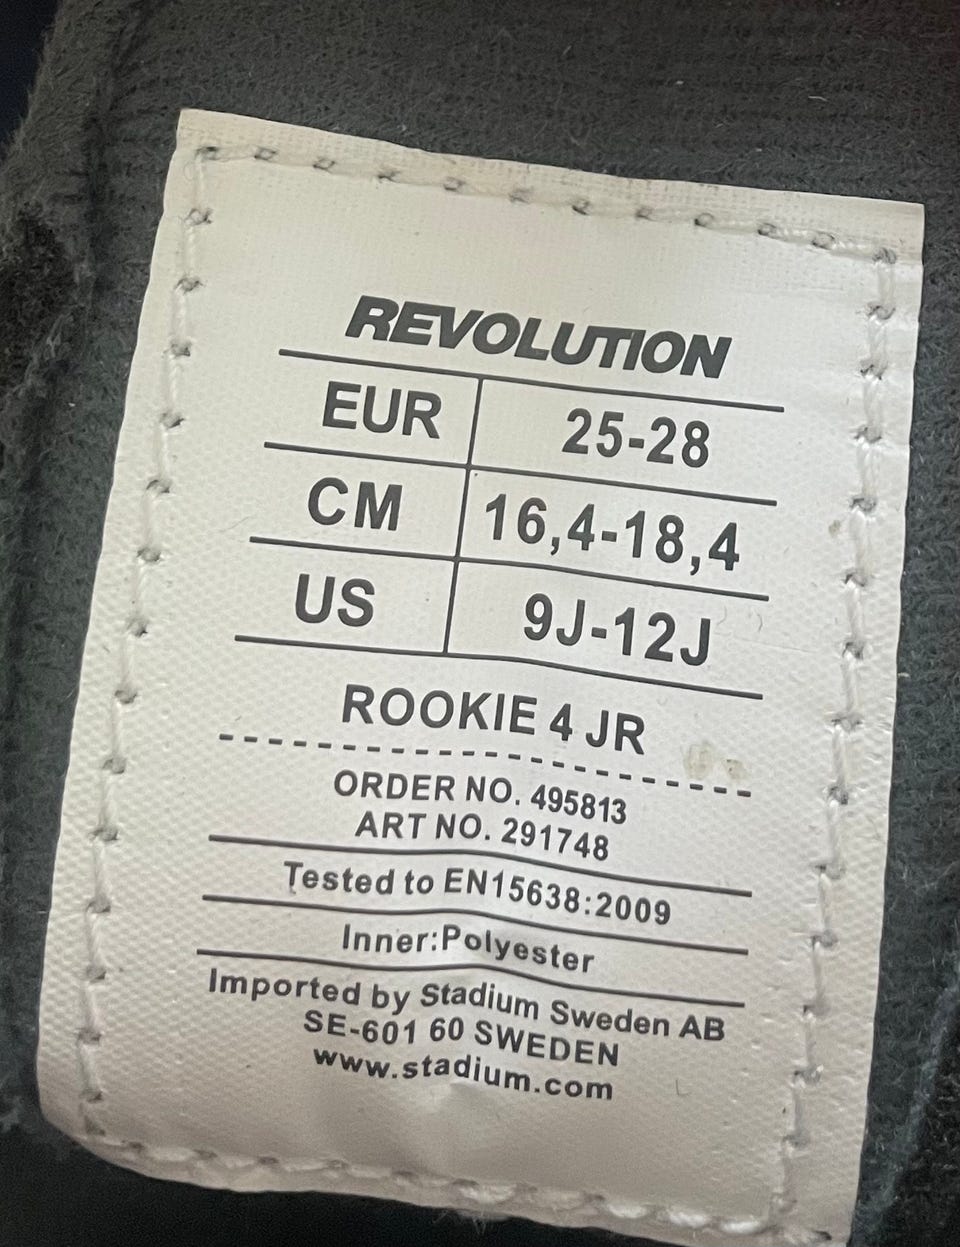 REVOLUTION
EUR 25-28
CM 16,4-18,4
US 9J-12J
ROOKIE 4 JR
ORDER NO. 495813
ART NO. 291748
Tested to EN15638:2009
Inner:Polyester
Imported by Stadium Sweden AB
SE-601 60 SWEDEN
www.stadium.com